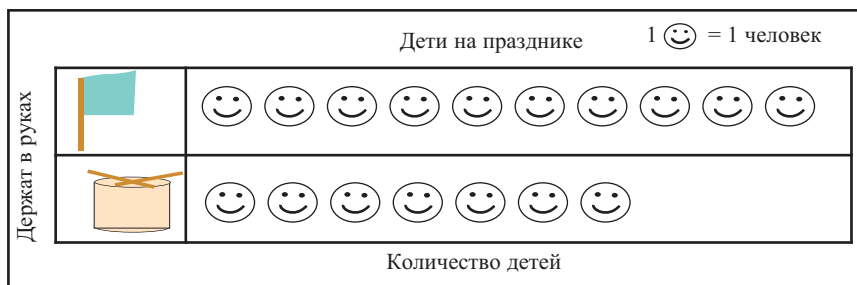 Дети на празднике
1 = 1 человек
Держат в руках
Количество детей